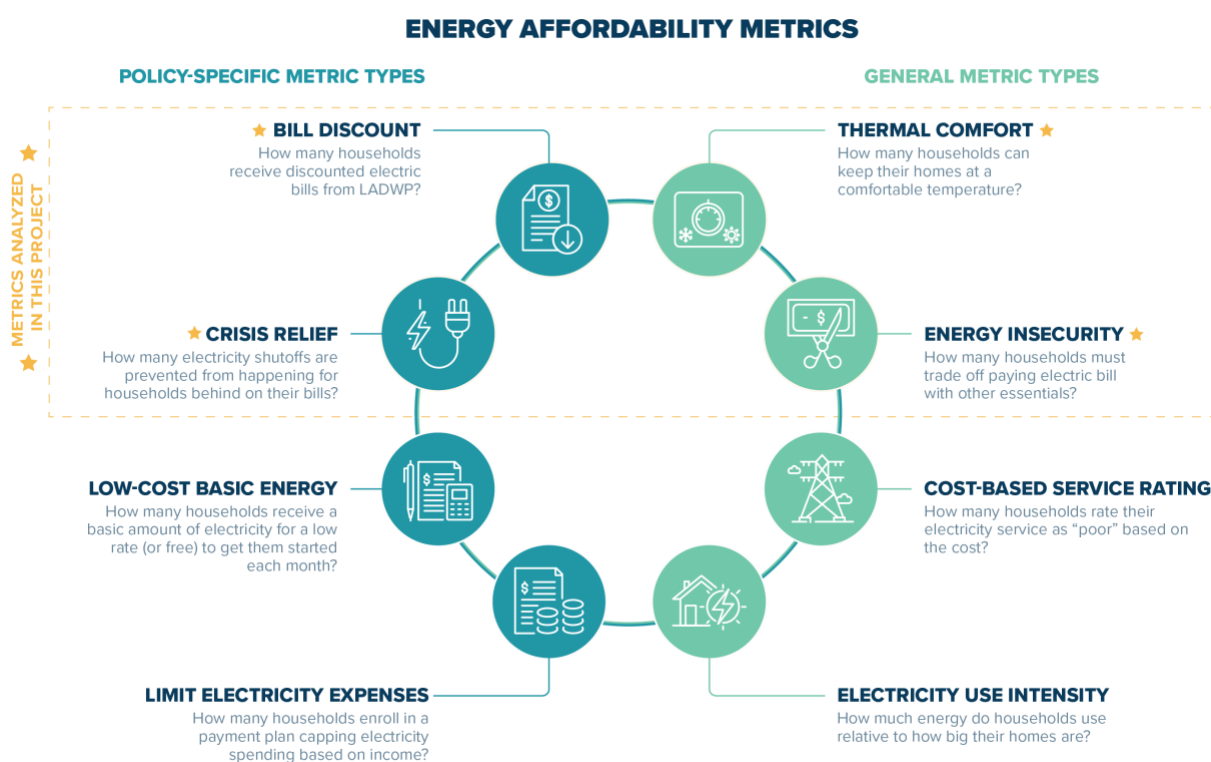 ENERGY AFFORDABILITY METRICS
POLICY-SPECIFIC METRIC TYPES
GENERAL METRIC TYPES
METRICS ANALYZED
IN THIS PROJECT
BILL DISCOUNT
How many households
receive discounted electric
bills from LADWP?
THERMAL COMFORT
How many households can
keep their homes at a
comfortable temperature?
CRISIS RELIEF
How many electricity shutoffs are
prevented from happening for
households behind on their bills?
ENERGY INSECURITY
How many households must
trade off paying electric bill
with other essentials?
LOW-COST BASIC ENERGY
How many households receive a
basic amount of electricity for a low
rate (or free) to get them started
each month?
COST-BASED SERVICE RATING
How many households rate their
electricity service as “poor” based on
the cost?
LIMIT ELECTRICITY EXPENSES
How many households enroll in a
payment plan capping electricity
spending based on income?
ELECTRICITY USE INTENSITY
How much energy do households use
relative to how big their homes are?
$
- $
$
$